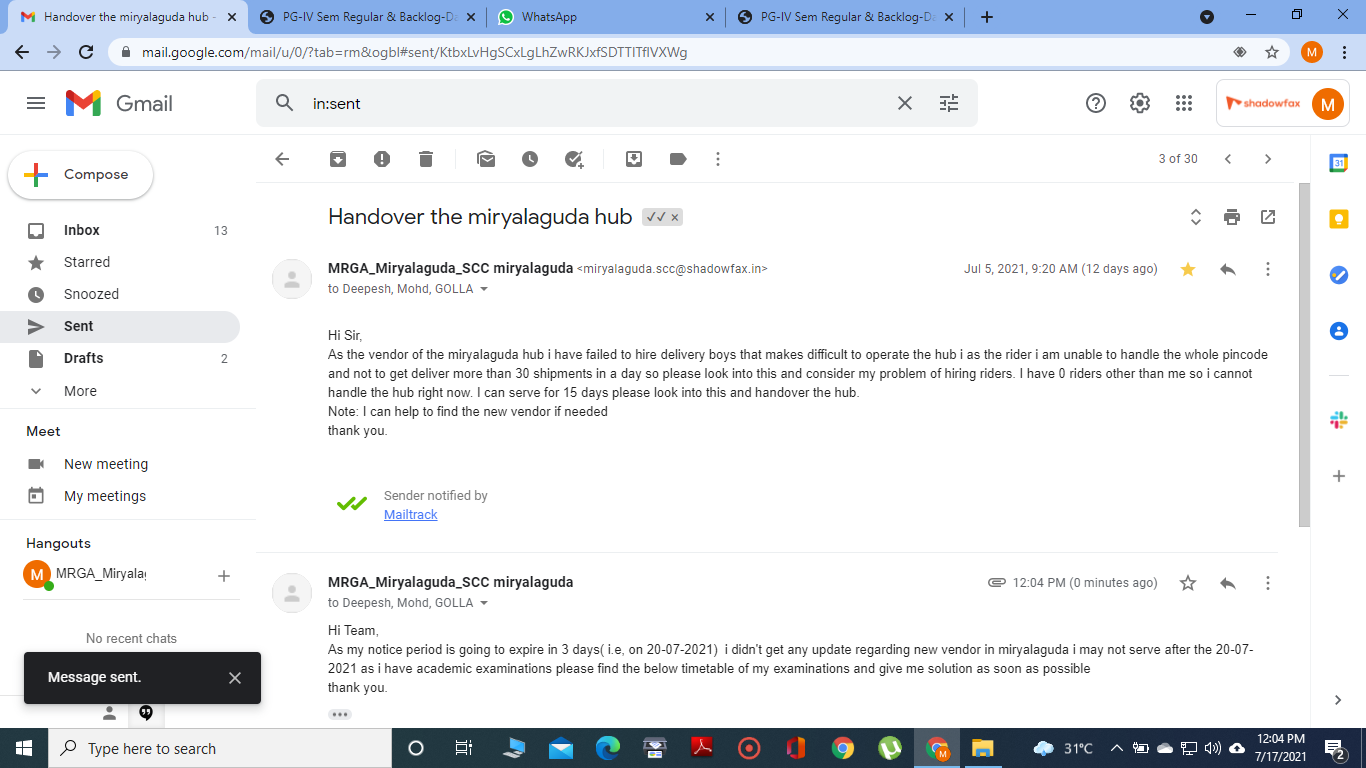 Handover the miryalaguda hub -
PG-IV Sem Regular & Backlog-Da
WhatsApp
PG-IV Sem Regular & Backlog-Da
mail.google.com/mail/u/0/?tab=rm&ogbl#sent/KtbxLvHgSCxLgLhZwRKJxfSDTTlTflVXWg
M
Gmail
in:sent
shadowfax
M
Compose
3 of 30
31
Inbox 13
Starred
Snoozed
Sent
Drafts 2
More
Meet
New meeting
My meetings
Hangouts
M MRGA_Miryala
No recent chats
Message sent.
Handover the miryalaguda hub
MRGA_Miryalaguda_SCC miryalaguda <miryalaguda.scc@shadowfax.in> Jul 5, 2021, 9:20 AM (12 days ago)
to Deepesh, Mohd, GOLLA
Hi Sir,
As the vendor of the miryalaguda hub i have failed to hire delivery boys that makes difficult to operate the hub i as the rider i am unable to handle the whole pincode
and not to get deliver more than 30 shipments in a day so please look into this and consider my problem of hiring riders. I have 0 riders other than me so i cannot
handle the hub right now. I can serve for 15 days please look into this and handover the hub.
Note: I can help to find the new vendor if needed
thank you.
Sender notified by
Mailtrack
MRGA_Miryalaguda_SCC miryalaguda 12:04 PM (0 minutes ago)
to Deepesh, Mohd, GOLLA
Hi Team,
As my notice period is going to expire in 3 days( i.e, on 20-07-2021)  i didn't get any update regarding new vendor in miryalaguda i may not serve after the 20-07-
2021 as i have academic examinations please find the below timetable of my examinations and give me solution as soon as possible
thank you.
Type here to search
M
31°C
12:04 PM
7/17/2021
2